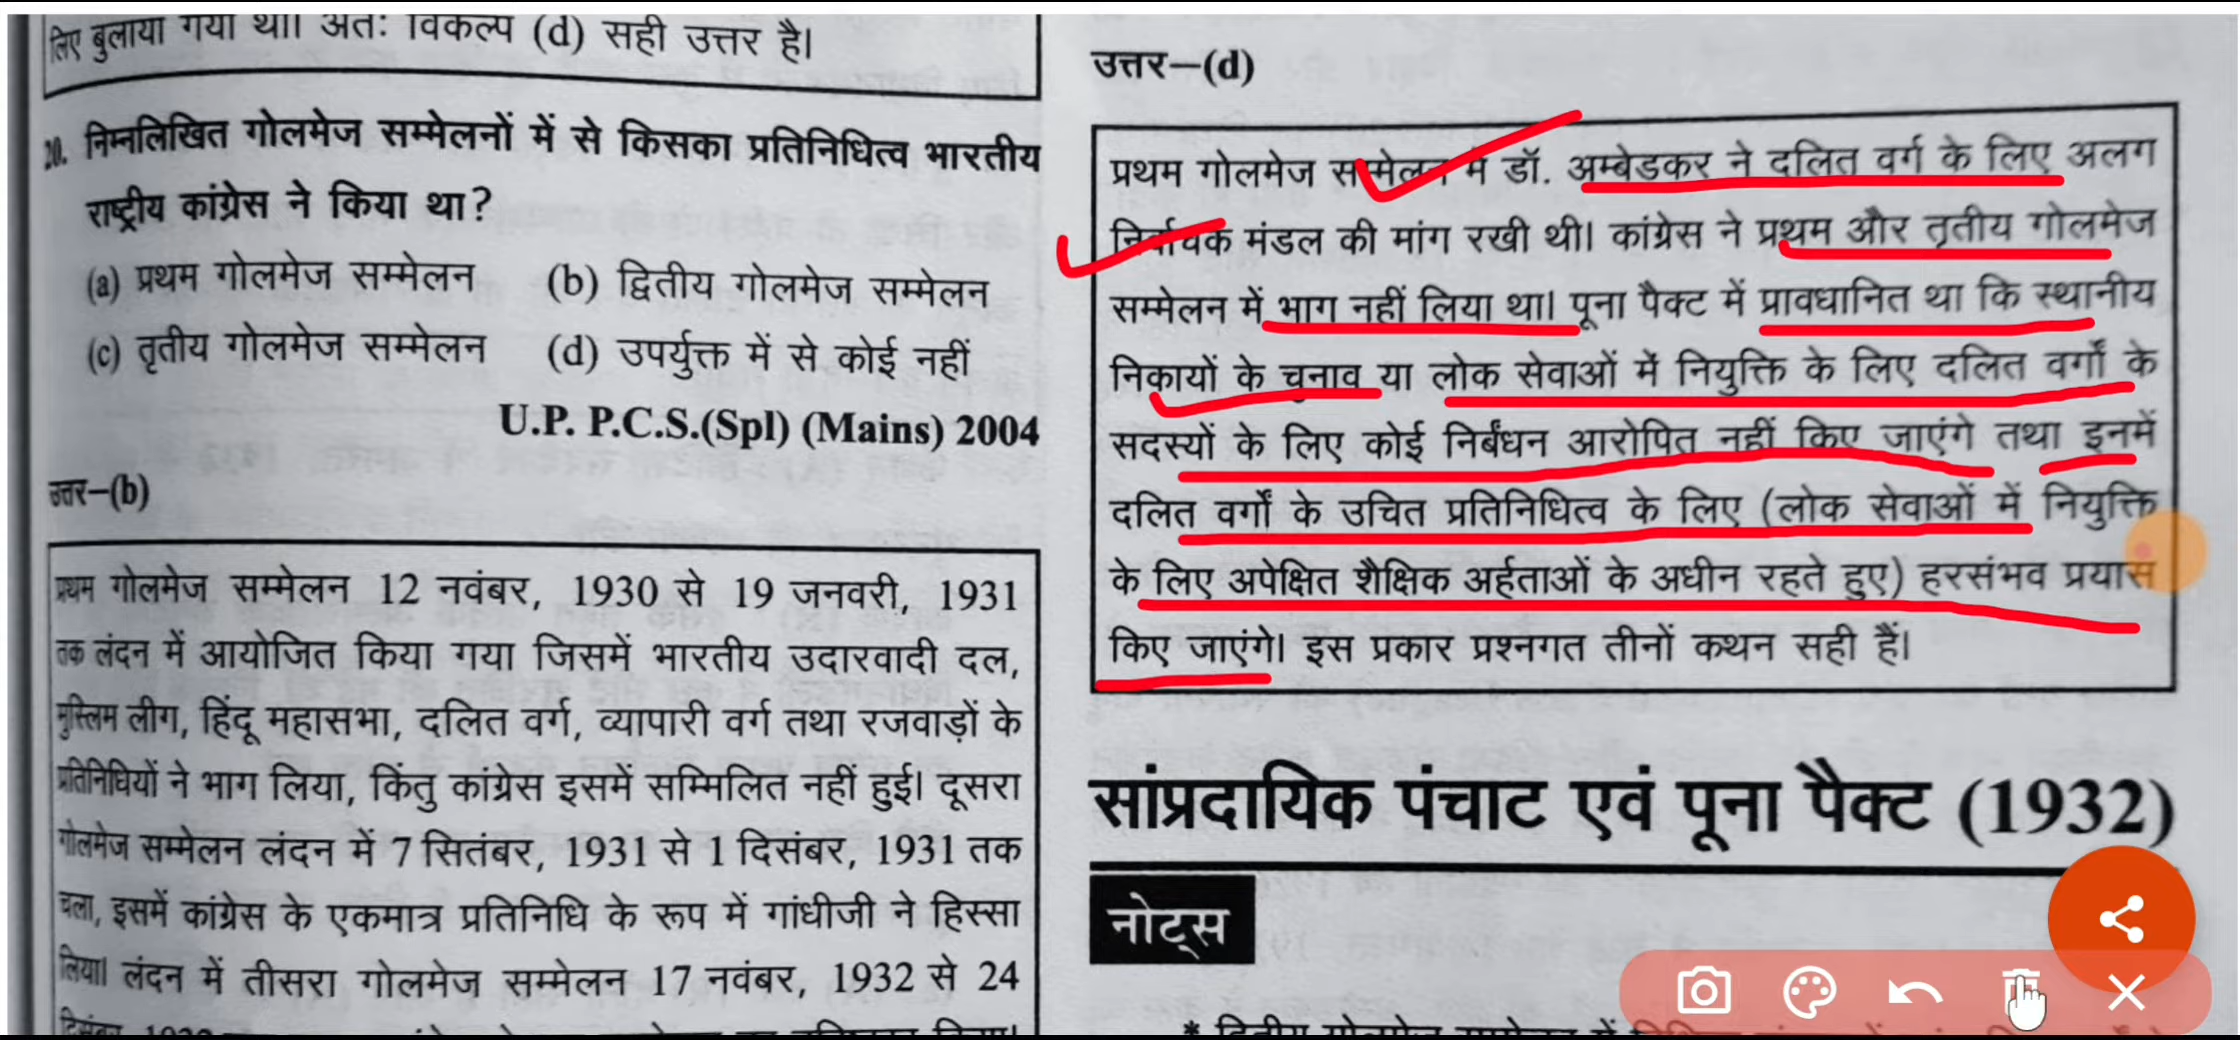 लिए बुलाया गया था। अतः विकल्प (d) सही उत्तर है।
20. निम्नलिखित गोलमेज सम्मेलनों में से किसका प्रतिनिधित्व भारतीय
राष्ट्रीय कांग्रेस ने किया था?
(a) प्रथम गोलमेज सम्मेलन (b) द्वितीय गोलमेज सम्मेलन
(c) तृतीय गोलमेज सम्मेलन (d) उपर्युक्त में से कोई नहीं
U.P. P.C.S.(Spl) (Mains) 2004
उत्तर–(b)
प्रथम गोलमेज सम्मेलन 12 नवंबर, 1930 से 19 जनवरी, 1931
तक लंदन में आयोजित किया गया जिसमें भारतीय उदारवादी दल,
मुस्लिम लीग, हिंदू महासभा, दलित वर्ग, व्यापारी वर्ग तथा रजवाड़ों के
प्रतिनिधियों ने भाग लिया, किंतु कांग्रेस इसमें सम्मिलित नहीं हुई। दूसरा
गोलमेज सम्मेलन लंदन में 7 सितंबर, 1931 से 1 दिसंबर, 1931 तक
चला, इसमें कांग्रेस के एकमात्र प्रतिनिधि के रूप में गांधीजी ने हिस्सा
लिया। लंदन में तीसरा गोलमेज सम्मेलन 17 नवंबर, 1932 से 24
उत्तर–(d)
प्रथम गोलमेज सम्मेलन में डॉ. अम्बेडकर ने दलित वर्ग के लिए अलग
निर्वाचक मंडल की मांग रखी थी। कांग्रेस ने प्रथम और तृतीय गोलमेज
सम्मेलन में भाग नहीं लिया था। पूना पैक्ट में प्रावधानित था कि स्थानीय
निकायों के चुनाव या लोक सेवाओं में नियुक्ति के लिए दलित वर्गों के
सदस्यों के लिए कोई निर्बंधन आरोपित नहीं किए जाएंगे तथा इनमें
दलित वर्गों के उचित प्रतिनिधित्व के लिए (लोक सेवाओं में नियुक्ति
के लिए अपेक्षित शैक्षिक अर्हताओं के अधीन रहते हुए) हरसंभव प्रयास
किए जाएंगे। इस प्रकार प्रश्नगत तीनों कथन सही हैं।
सांप्रदायिक पंचाट एवं पूना पैक्ट (1932)
नोट्स